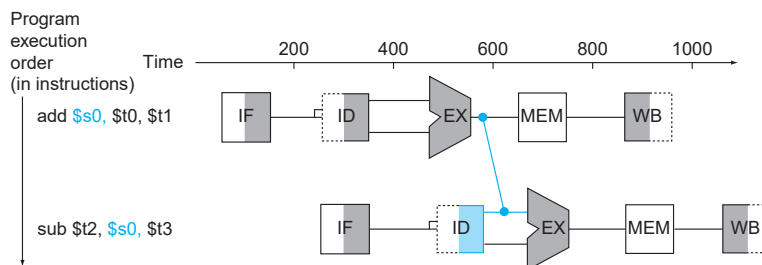 Program
execution
order
(in instructions)
Time
200 400 600 800 1000
add $s0, $t0, $t1
IF ID EX MEM WB
sub $t2, $s0, $t3
IF ID EX MEM WB